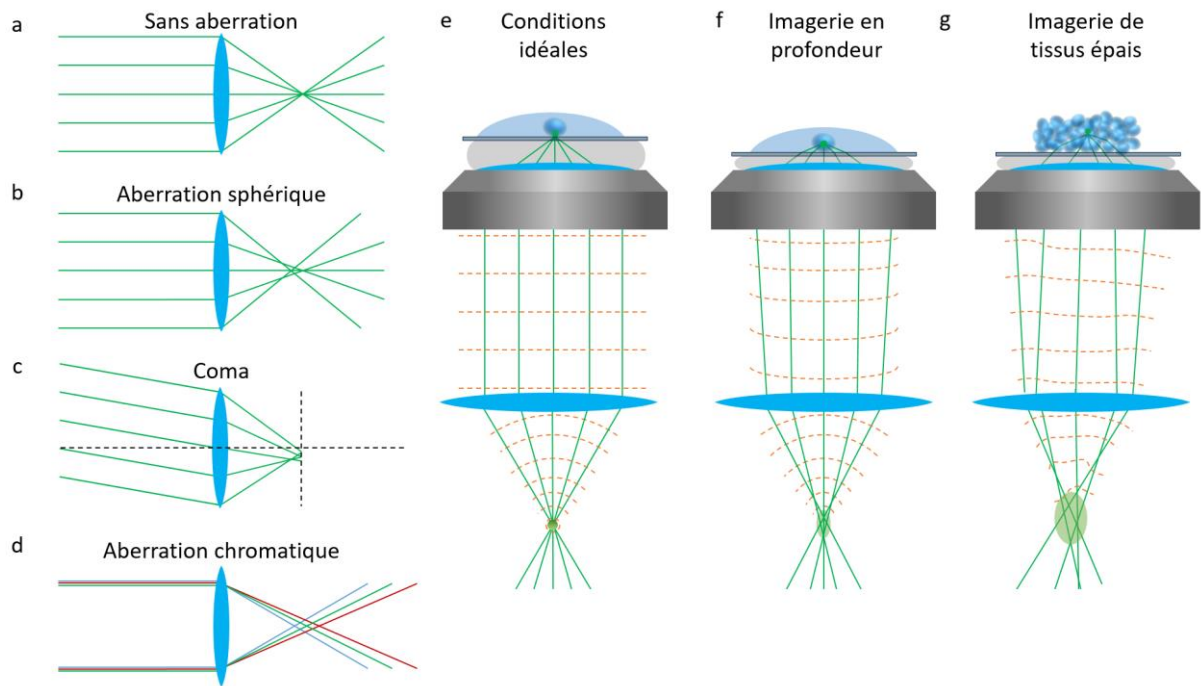 a
Sans aberration
b
Aberration sphérique
c
Coma
d
Aberration chromatique
e
Conditions
idéales
f
Imagerie en
profondeur
g
Imagerie de
tissus épais